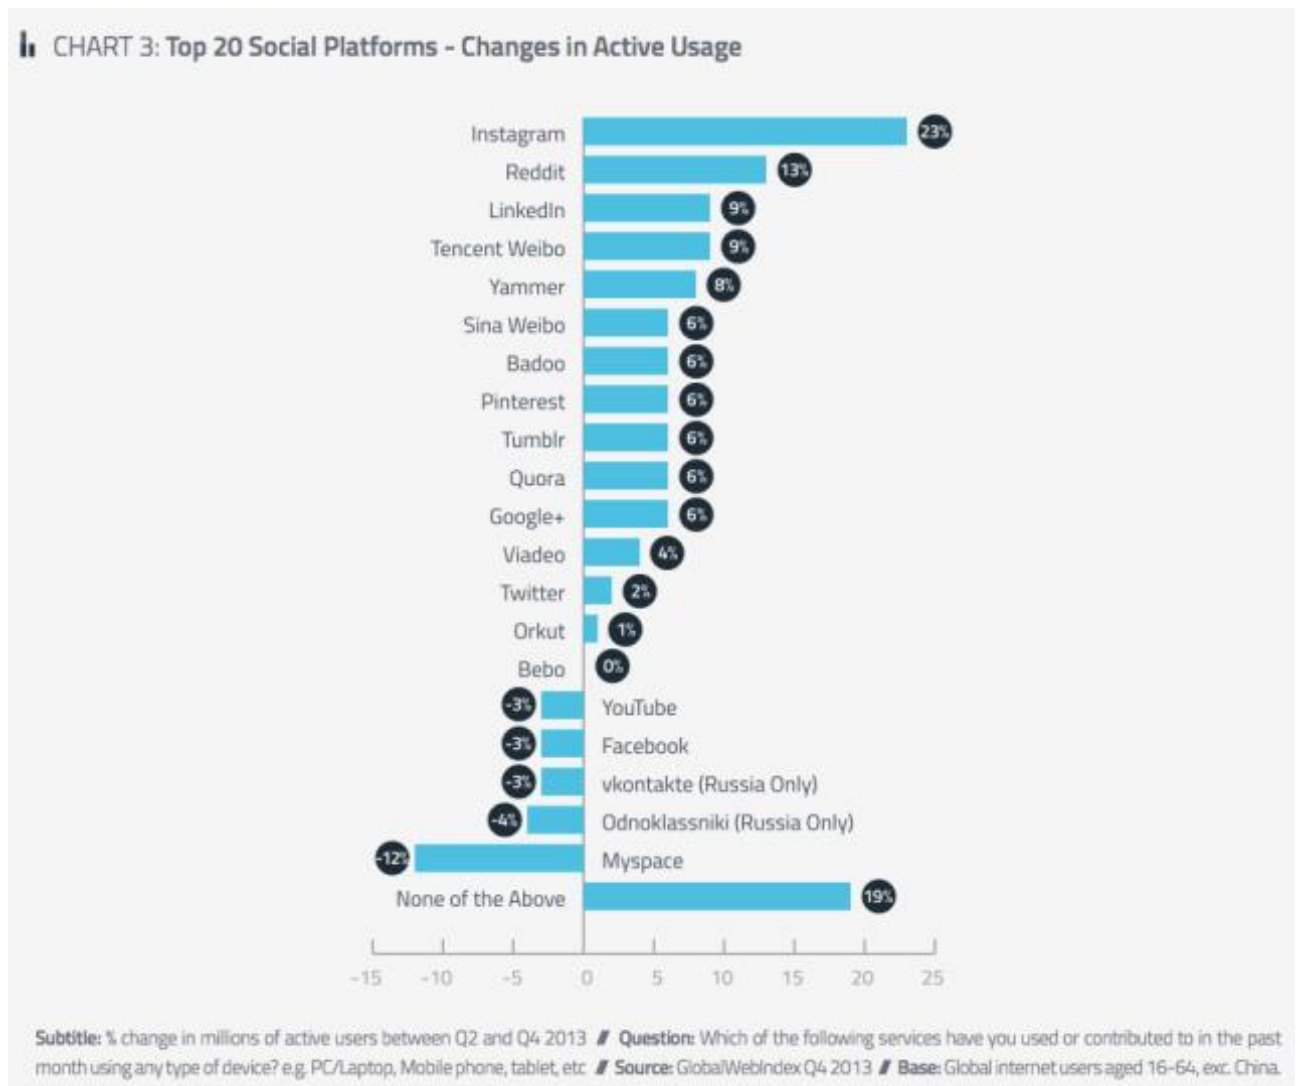 CHART 3: Top 20 Social Platforms - Changes in Active Usage
Instagram 23%
Reddit 13%
LinkedIn 9%
Tencent Weibo 9%
Yammer 8%
Sina Weibo 6%
Badoo 6%
Pinterest 6%
Tumblr 6%
Quora 6%
Google+ 6%
Viadeo 4%
Twitter 2%
Orkut 1%
Bebo 0%
-3% YouTube
-3% Facebook
-3% vkontakte (Russia Only)
-4% Odnoklassniki (Russia Only)
-12% Myspace
None of the Above 19%
-15 -10 -5 0 5 10 15 20 25
Subtitle: % change in millions of active users between Q2 and Q4 2013 // Question: Which of the following services have you used or contributed to in the past
month using any type of device? e.g. PC/Laptop, Mobile phone, tablet, etc // Source: GlobalWebIndex Q4 2013 // Base: Global internet users aged 16-64, exc. China.